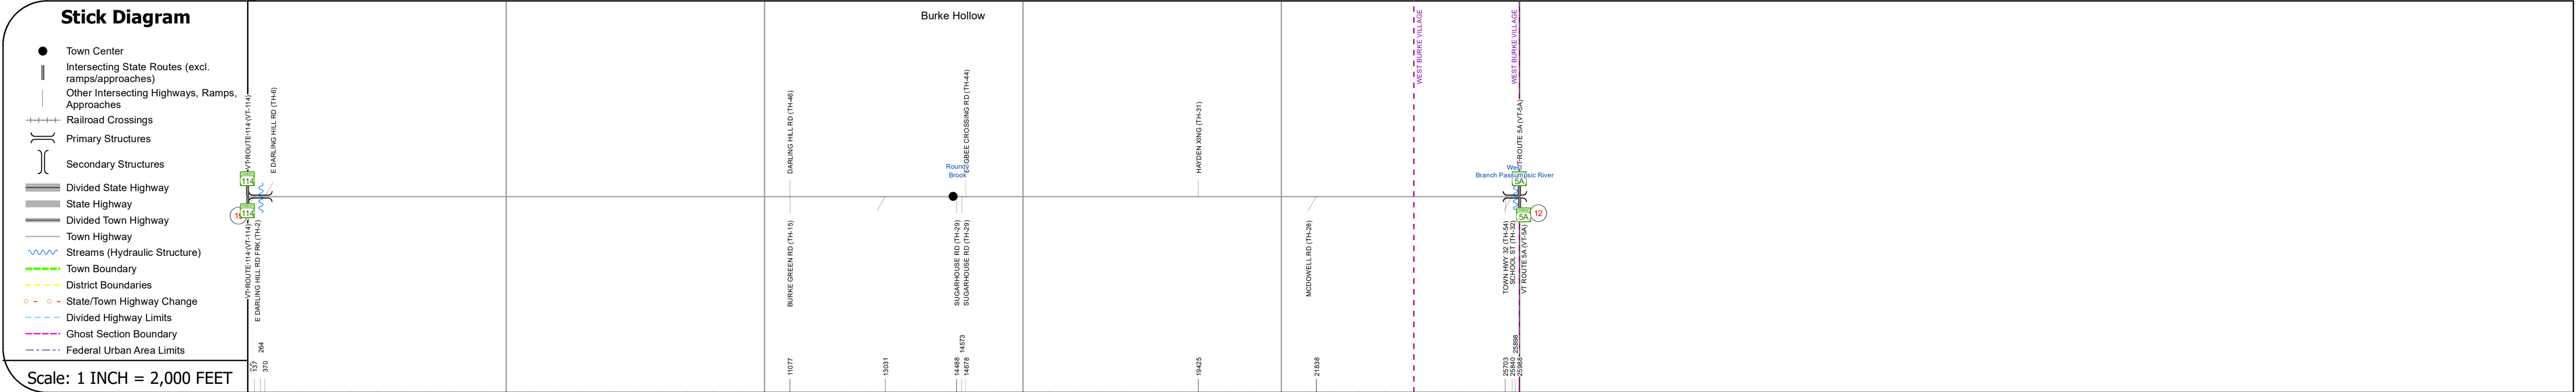 Stick Diagram
Town Center
Intersecting State Routes (excl.
ramps/approaches)
Other Intersecting Highways, Ramps,
Approaches
Railroad Crossings
Primary Structures
Secondary Structures
Divided State Highway
State Highway
Divided Town Highway
Town Highway
Streams (Hydraulic Structure)
Town Boundary
District Boundaries
State/Town Highway Change
Divided Highway Limits
Ghost Section Boundary
Federal Urban Area Limits
Scale: 1 INCH = 2,000 FEET
Burke Hollow
VT-ROUTE-114 (VT-114)
E DARLING HILL RD (TH-6)
DARLING HILL RD (TH-46)
HAYDEN XING (TH-31)
WEST BURKE VILLAGE
WEST BURKE VILLAGE
VT-ROUTE 5A (VT-5A)
114
114
Roundy
Brook
West
Branch Passumpsic River
5A
5A
12
VT-ROUTE-114 (VT-114)
E DARLING HILL RD FRK (TH-2)
BURKE GREEN RD (TH-15)
SUGARHOUSE RD (TH-29)
SUGARHOUSE RD (TH-29)
MCDOWELL RD (TH-28)
TOWN HWY 32 (TH-54)
SCHOOL ST (TH-32)
VT ROUTE 5A (VT-5A)
137
264
370
11077
13031
14488
14573
14678
19425
21838
25703
25840
25898
25988